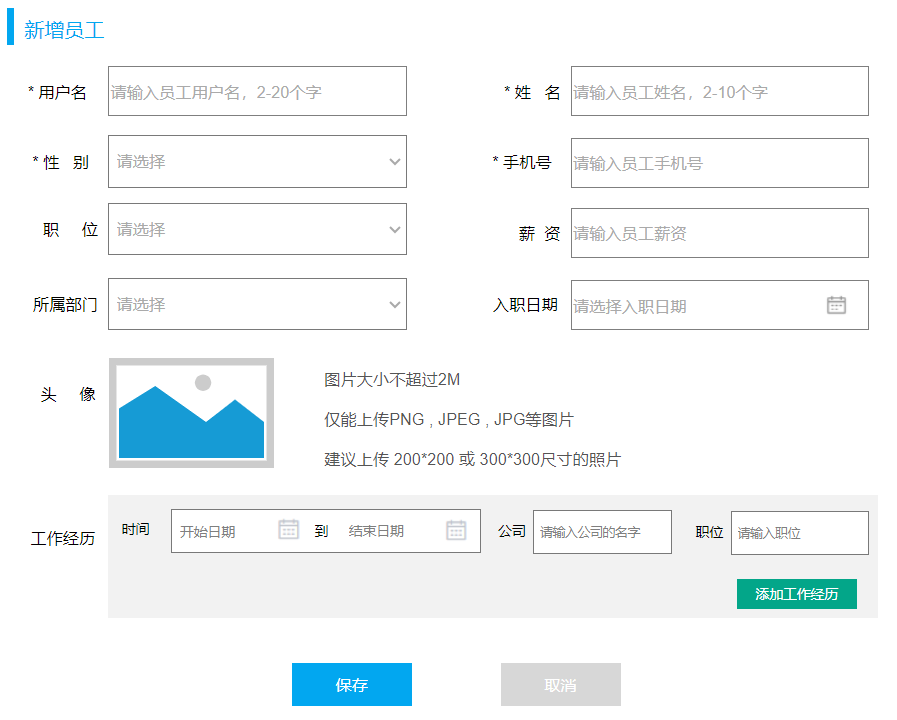 新增员工
* 用户名 请输入员工用户名，2-20个字 * 姓 名 请输入员工姓名，2-10个字
* 性 别 请选择 * 手机号 请输入员工手机号
职 位 请选择 薪 资 请输入员工薪资
所属部门 请选择 入职日期 请选择入职日期
头 像
图片大小不超过2M
仅能上传PNG , JPEG , JPG等图片
建议上传 200*200 或 300*300尺寸的照片
工作经历 时间 开始日期 到 结束日期 公司 请输入公司的名字 职位 请输入职位
添加工作经历
保存 取消